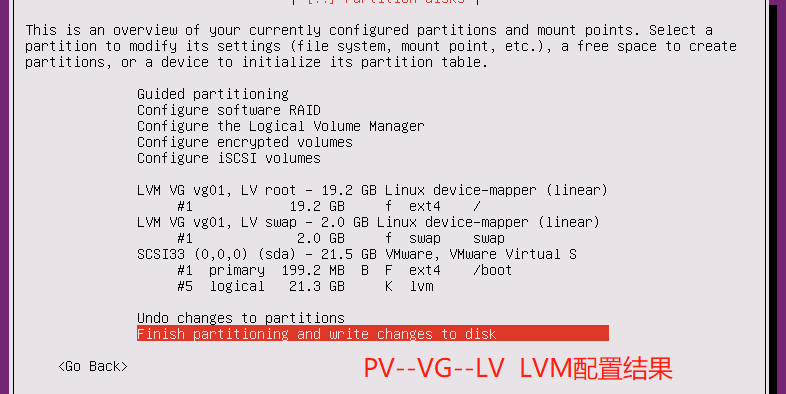 [!!] Partition disks
This is an overview of your currently configured partitions and mount points. Select a
partition to modify its settings (file system, mount point, etc.), a free space to create
partitions, or a device to initialize its partition table.
Guided partitioning
Configure software RAID
Configure the Logical Volume Manager
Configure encrypted volumes
Configure iSCSI volumes
LVM VG vg01, LV root - 19.2 GB Linux device-mapper (linear)
#1 19.2 GB f ext4 /
LVM VG vg01, LV swap - 2.0 GB Linux device-mapper (linear)
#1 2.0 GB f swap swap
SCSI33 (0,0,0) (sda) - 21.5 GB VMware, VMware Virtual S
#1 primary 199.2 MB B F ext4 /boot
#5 logical 21.3 GB K lvm
Undo changes to partitions
Finish partitioning and write changes to disk
<Go Back>
PV--VG--LV LVM配置结果